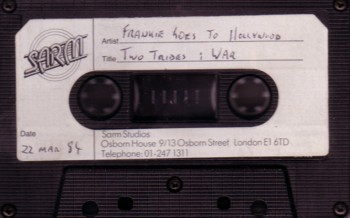 SARM
Artist FRANKIE GOES TO HOLLYWOOD
Title TWO TRIBES : WAR
Date
22 MAR 84
Sarm Studios
Osborn House 9/13 Osborn Street London E1 6TD
Telephone: 01-247 1311